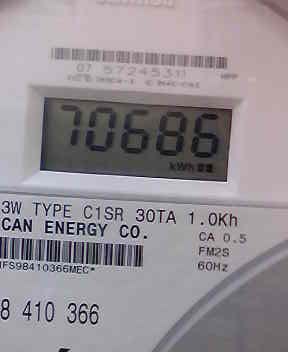 07 57245311
70686
kWh
3W TYPE C1SR 30TA 1.0Kh
CAN ENERGY CO.
CA 0.5
FM2S
IFS98410366MEC*
60Hz
8 410 366